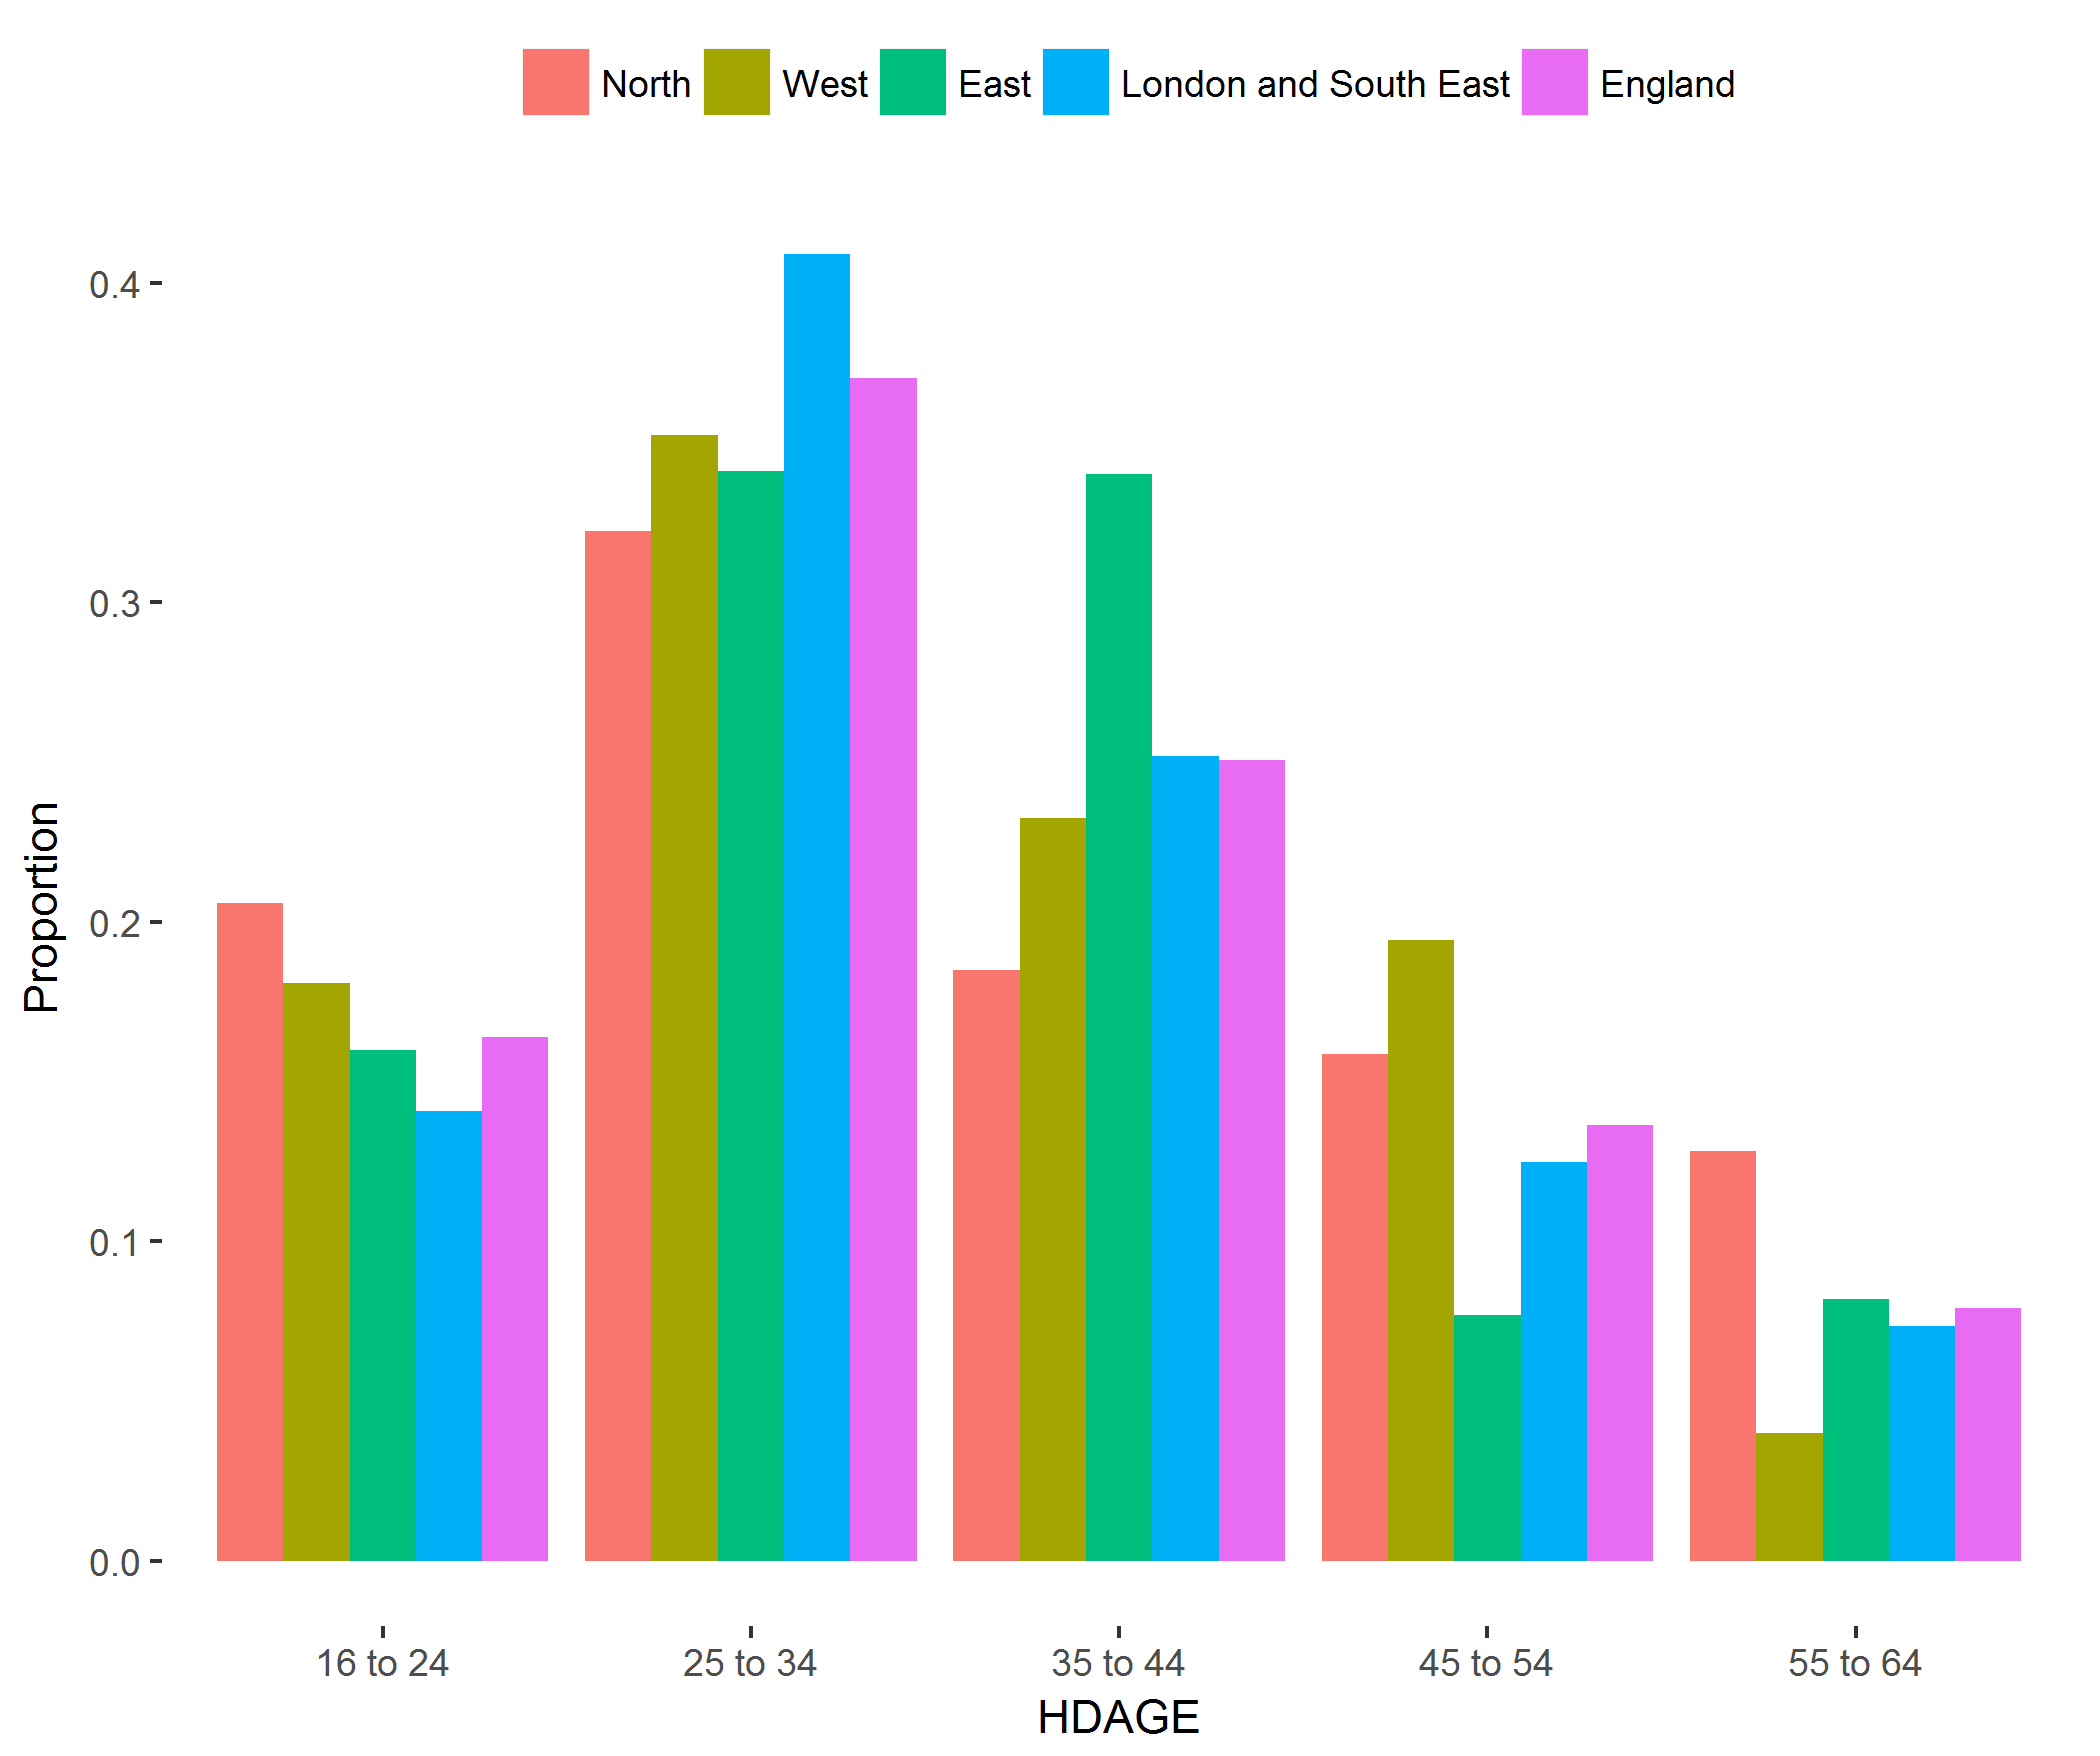 North West East London and South East England
0.4
0.3
0.2
0.1
0.0
Proportion
16 to 24 25 to 34 35 to 44 45 to 54 55 to 64
HDAGE